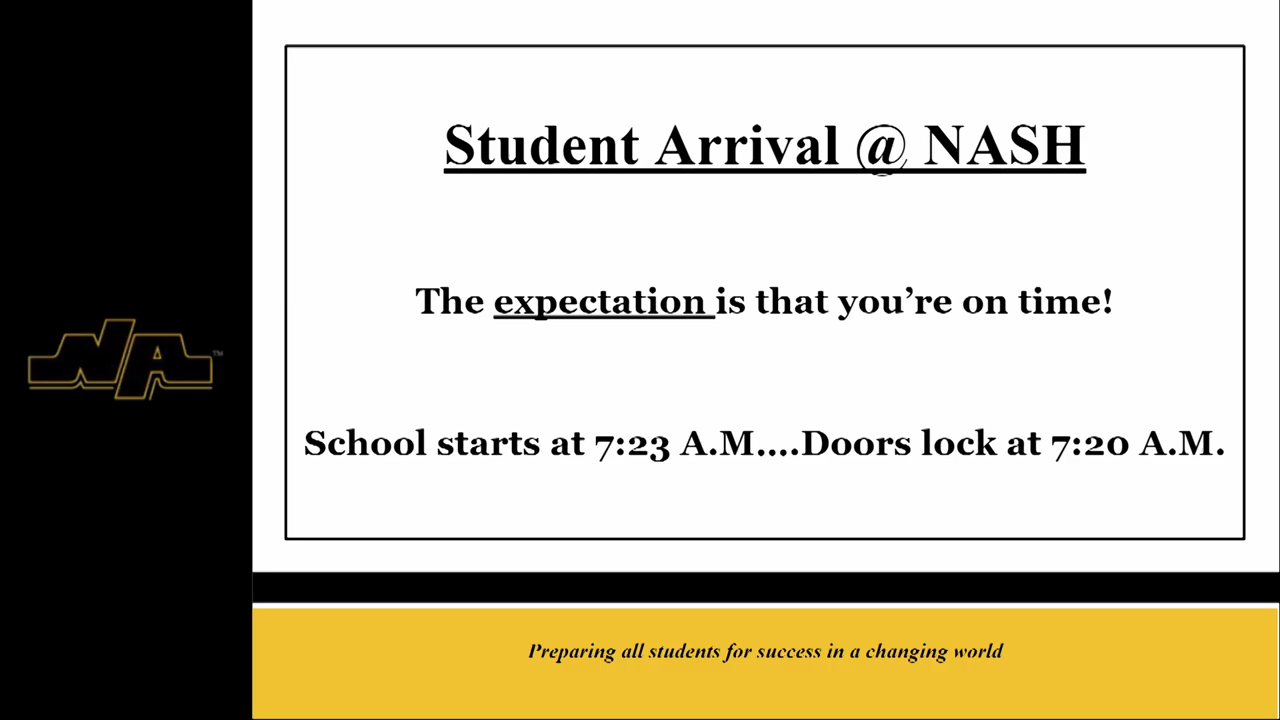 Student Arrival @ NASH
The expectation is that you’re on time!
School starts at 7:23 A.M....Doors lock at 7:20 A.M.
NA™
Preparing all students for success in a changing world